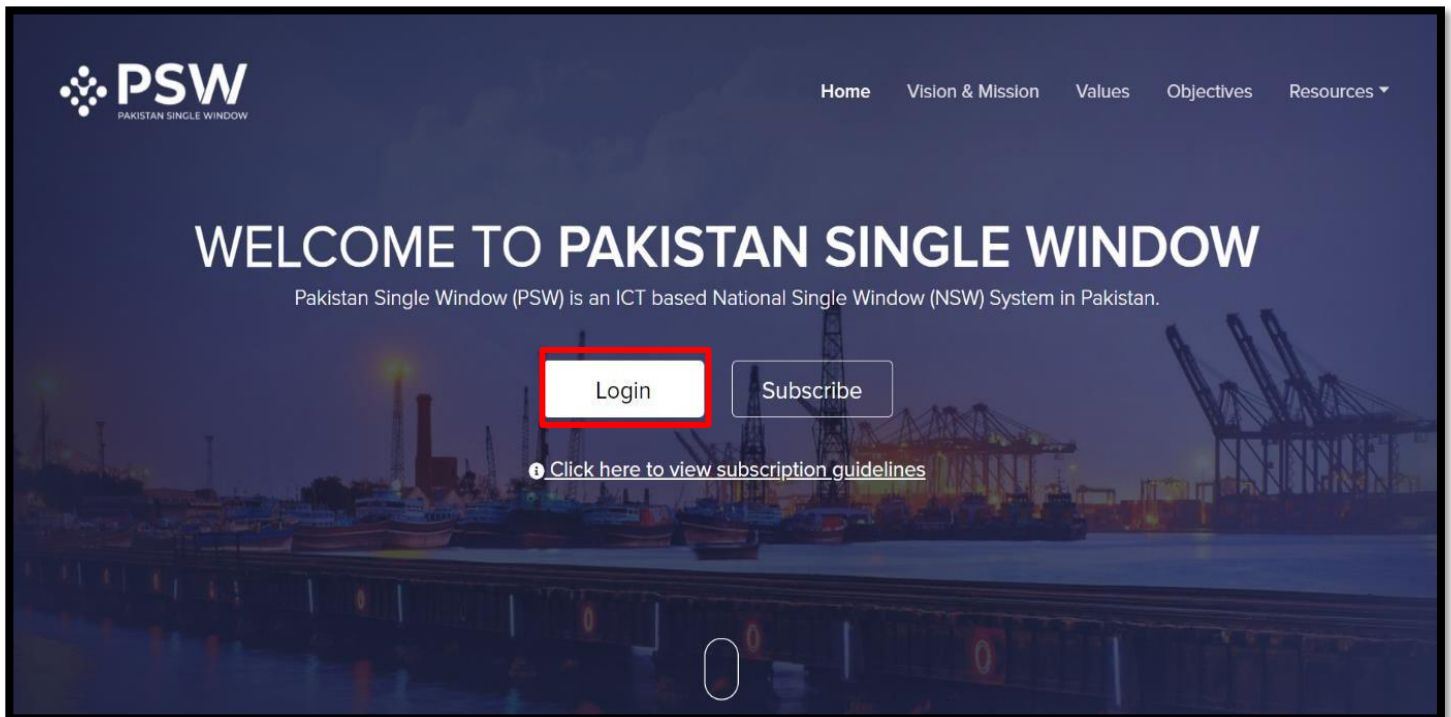 PSW
PAKISTAN SINGLE WINDOW
Home Vision & Mission Values Objectives Resources
WELCOME TO PAKISTAN SINGLE WINDOW
Pakistan Single Window (PSW) is an ICT based National Single Window (NSW) System in Pakistan.
Login Subscribe
Click here to view subscription guidelines